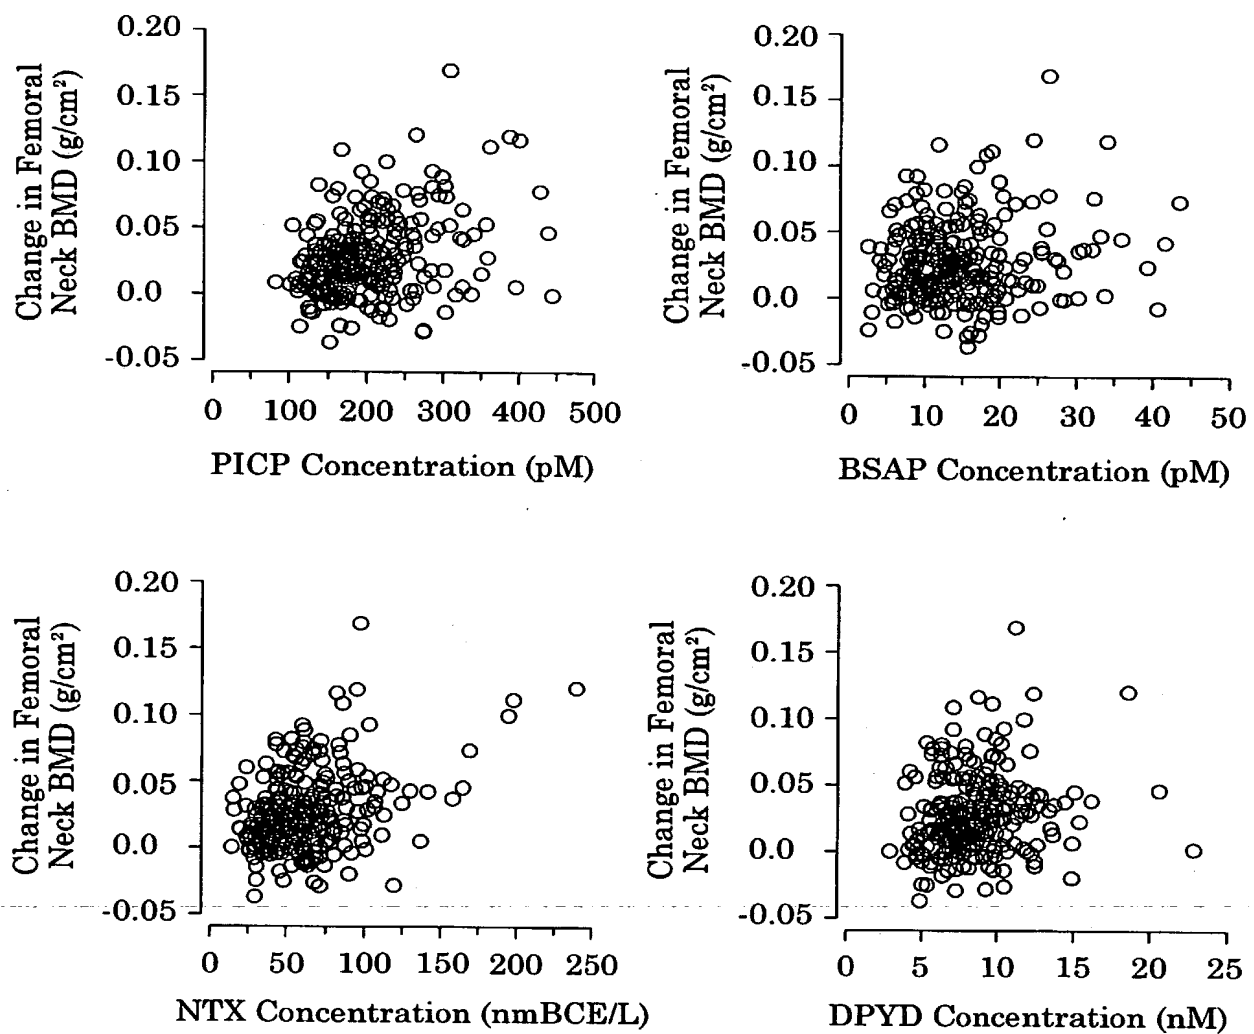 Change in Femoral
Neck BMD (g/cm²)
0.20
0.15
0.10
0.05
0.0
-0.05
0 100 200 300 400 500
PICP Concentration (pM)
Change in Femoral
Neck BMD (g/cm²)
0.20
0.15
0.10
0.05
0.0
-0.05
0 10 20 30 40 50
BSAP Concentration (pM)
Change in Femoral
Neck BMD (g/cm²)
0.20
0.15
0.10
0.05
0.0
-0.05
0 50 100 150 200 250
NTX Concentration (nmBCE/L)
Change in Femoral
Neck BMD (g/cm²)
0.20
0.15
0.10
0.05
0.0
-0.05
0 5 10 15 20 25
DPYD Concentration (nM)